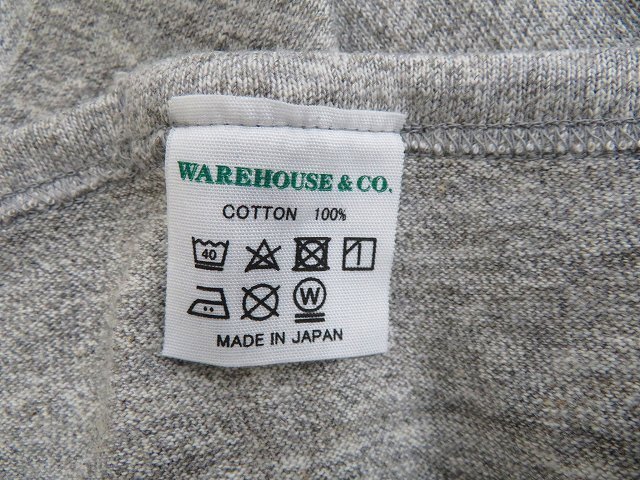 WAREHOUSE & CO.
COTTON 100%
40
W
MADE IN JAPAN